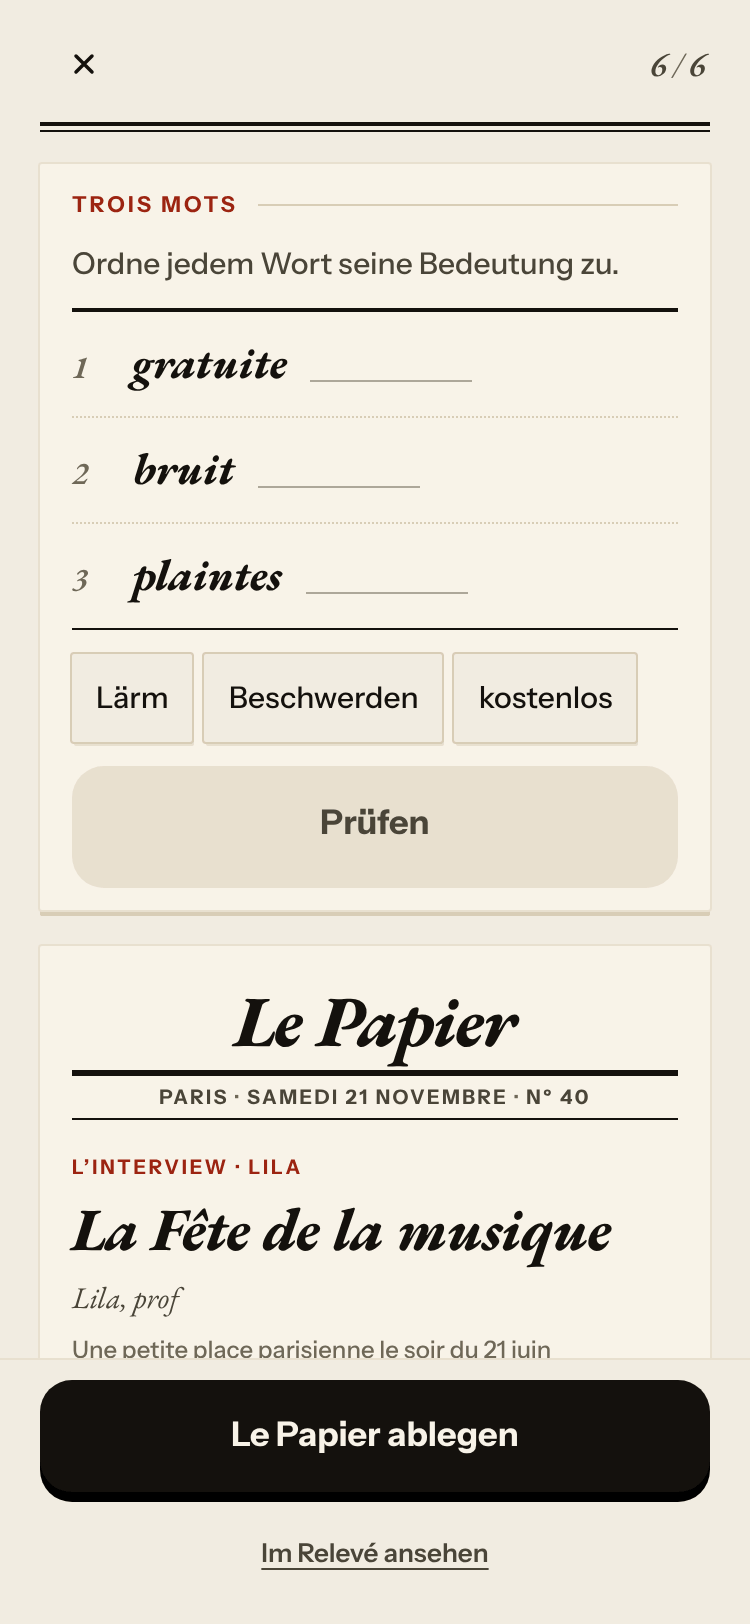 6/6
TROIS MOTS
Ordne jedem Wort seine Bedeutung zu.
1 gratuite
2 bruit
3 plaintes
Lärm Beschwerden kostenlos
Prüfen
Le Papier
PARIS · SAMEDI 21 NOVEMBRE · N° 40
L’INTERVIEW · LILA
La Fête de la musique
Lila, prof
Une petite place parisienne le soir du 21 juin
Le Papier ablegen
Im Relevé ansehen